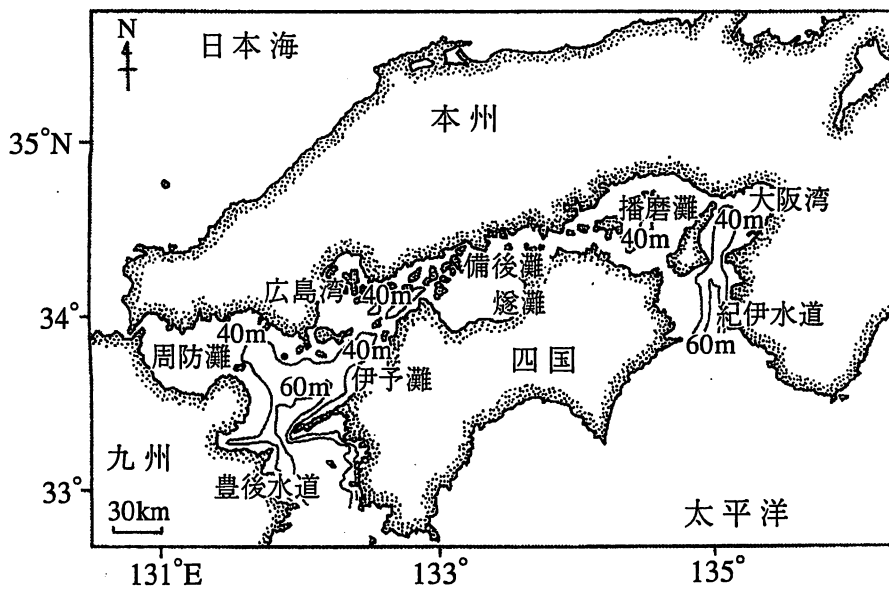 N
日本海
本州
35°N
播磨灘
大阪湾
40m
40m
備後灘
広島湾
40m
燧灘
紀伊水道
34°
40m
40m
60m
周防灘
伊予灘
四国
60m
九州
豊後水道
33°
太平洋
30km
131°E
133°
135°